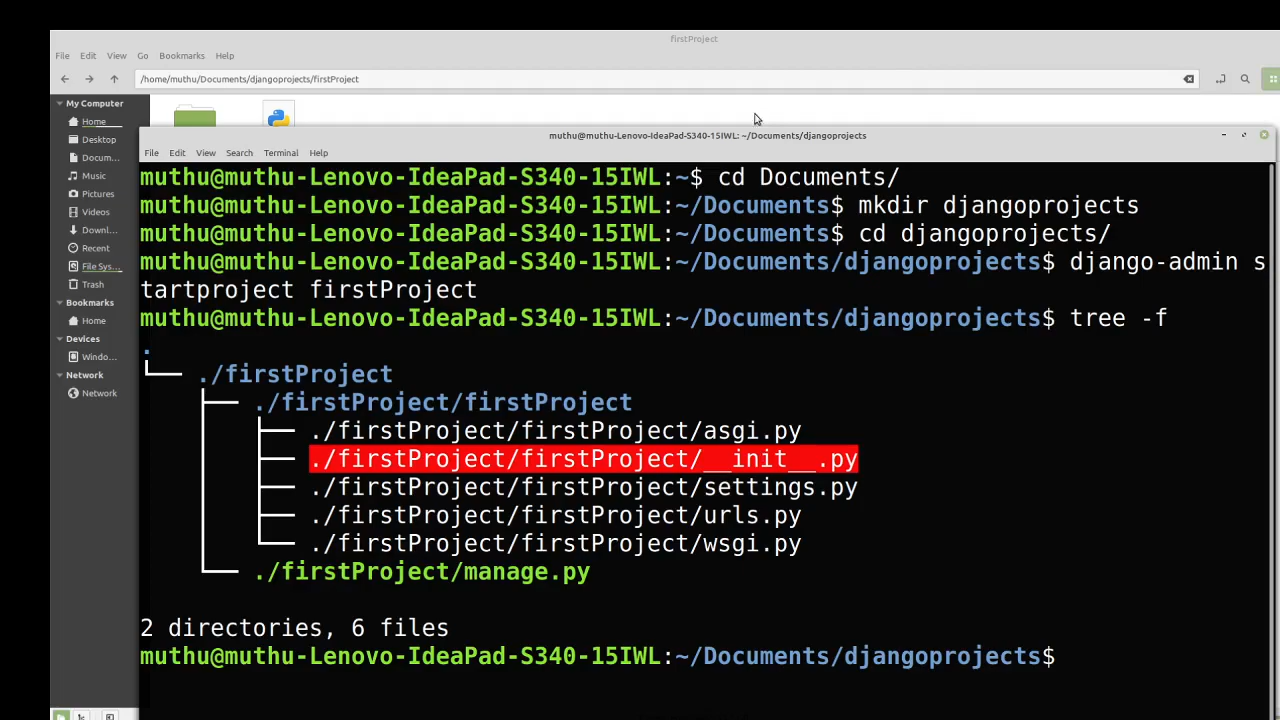 firstProject
File Edit View Go Bookmarks Help
/home/muthu/Documents/djangoprojects/firstProject
My Computer
Home
Desktop
Docum...
Music
Pictures
Videos
Downl...
Recent
File Sys...
Trash
Bookmarks
Home
Devices
Windo...
Network
Network
muthu@muthu-Lenovo-IdeaPad-S340-15IWL: ~/Documents/djangoprojects
File Edit View Search Terminal Help
muthu@muthu-Lenovo-IdeaPad-S340-15IWL:~$ cd Documents/
muthu@muthu-Lenovo-IdeaPad-S340-15IWL:~/Documents$ mkdir djangoprojects
muthu@muthu-Lenovo-IdeaPad-S340-15IWL:~/Documents$ cd djangoprojects/
muthu@muthu-Lenovo-IdeaPad-S340-15IWL:~/Documents/djangoprojects$ django-admin s
tartproject firstProject
muthu@muthu-Lenovo-IdeaPad-S340-15IWL:~/Documents/djangoprojects$ tree -f
.
└── ./firstProject
    ├── ./firstProject/firstProject
    │   ├── ./firstProject/firstProject/asgi.py
    │   ├── ./firstProject/firstProject/__init__.py
    │   ├── ./firstProject/firstProject/settings.py
    │   ├── ./firstProject/firstProject/urls.py
    │   └── ./firstProject/firstProject/wsgi.py
    └── ./firstProject/manage.py
2 directories, 6 files
muthu@muthu-Lenovo-IdeaPad-S340-15IWL:~/Documents/djangoprojects$